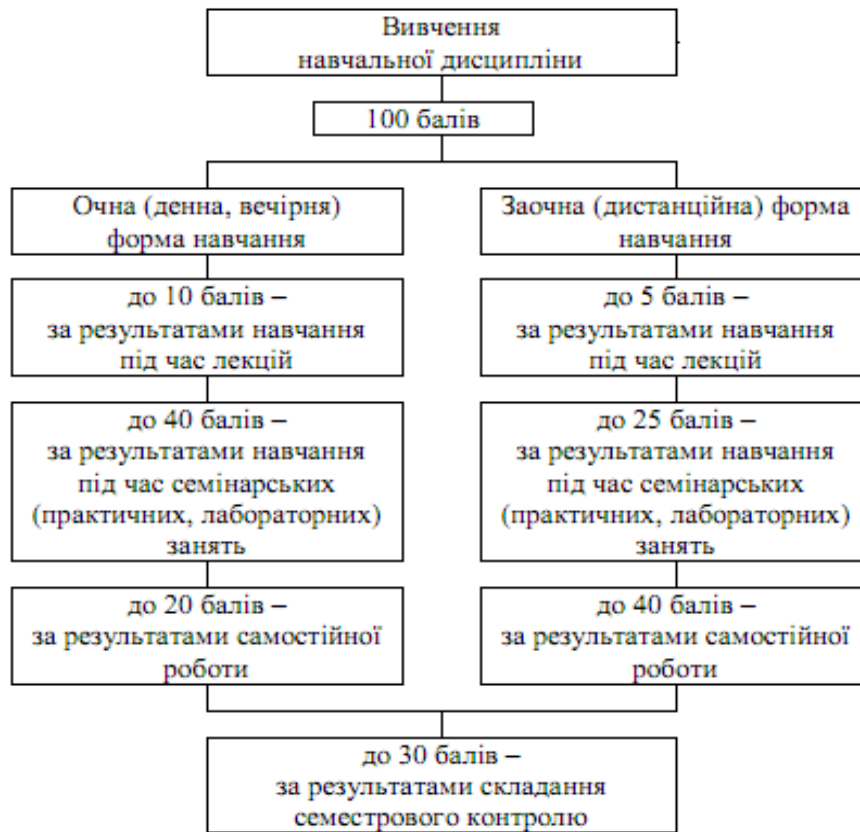 Вивчення
навчальної дисципліни
100 балів
Очна (денна, вечірня)
форма навчання
до 10 балів –
за результатами навчання
під час лекцій
до 40 балів –
за результатами навчання
під час семінарських
(практичних, лабораторних)
занять
до 20 балів –
за результатами самостійної
роботи
Заочна (дистанційна) форма
навчання
до 5 балів –
за результатами навчання
під час лекцій
до 25 балів –
за результатами навчання
під час семінарських
(практичних, лабораторних)
занять
до 40 балів –
за результатами самостійної
роботи
до 30 балів –
за результатами складання
семестрового контролю